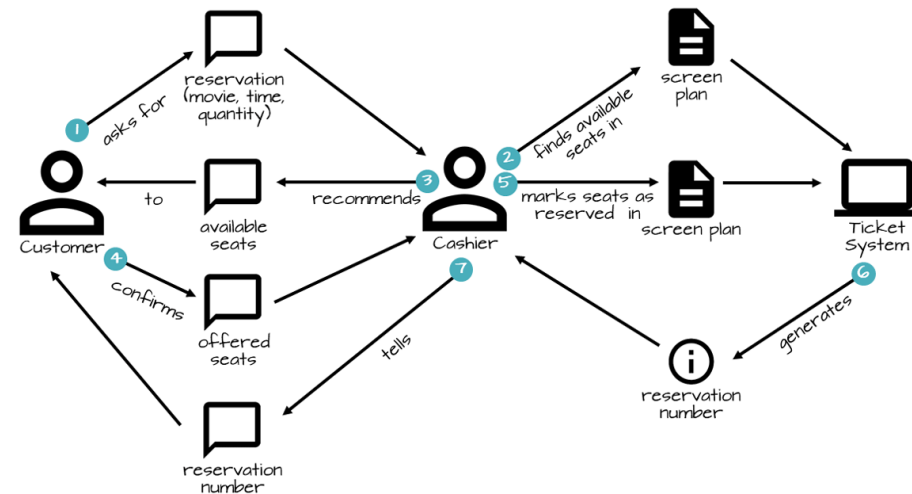 1
asks for
reservation
(movie, time,
quantity)
2
finds available
seats in
screen
plan
3
recommends
to
available
seats
Customer
Cashier
4
confirms
offered
seats
5
marks seats as
reserved in
screen plan
Ticket
System
6
generates
reservation
number
7
tells
reservation
number